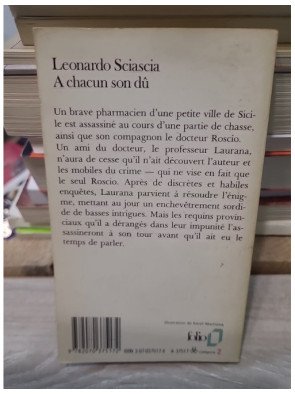 Leonardo Sciascia
A chacun son dû
Un brave pharmacien d'une petite ville de Sici-
le est assassiné au cours d'une partie de chasse,
ainsi que son compagnon le docteur Roscio.
Un ami du docteur, le professeur Laurana,
n'aura de cesse qu'il n'ait découvert l'auteur et
les mobiles du crime — qui ne vise en fait que
le seul Roscio. Après de discrètes et habiles
enquêtes, Laurana parvient à résoudre l'énig-
me, mettant au jour un enchevêtrement sordi-
de de basses intrigues. Mais les requins provin-
ciaux qu'il a dérangés dans leur impunité l'as-
sassineront à son tour avant qu'il ait eu le
temps de parler.
folio